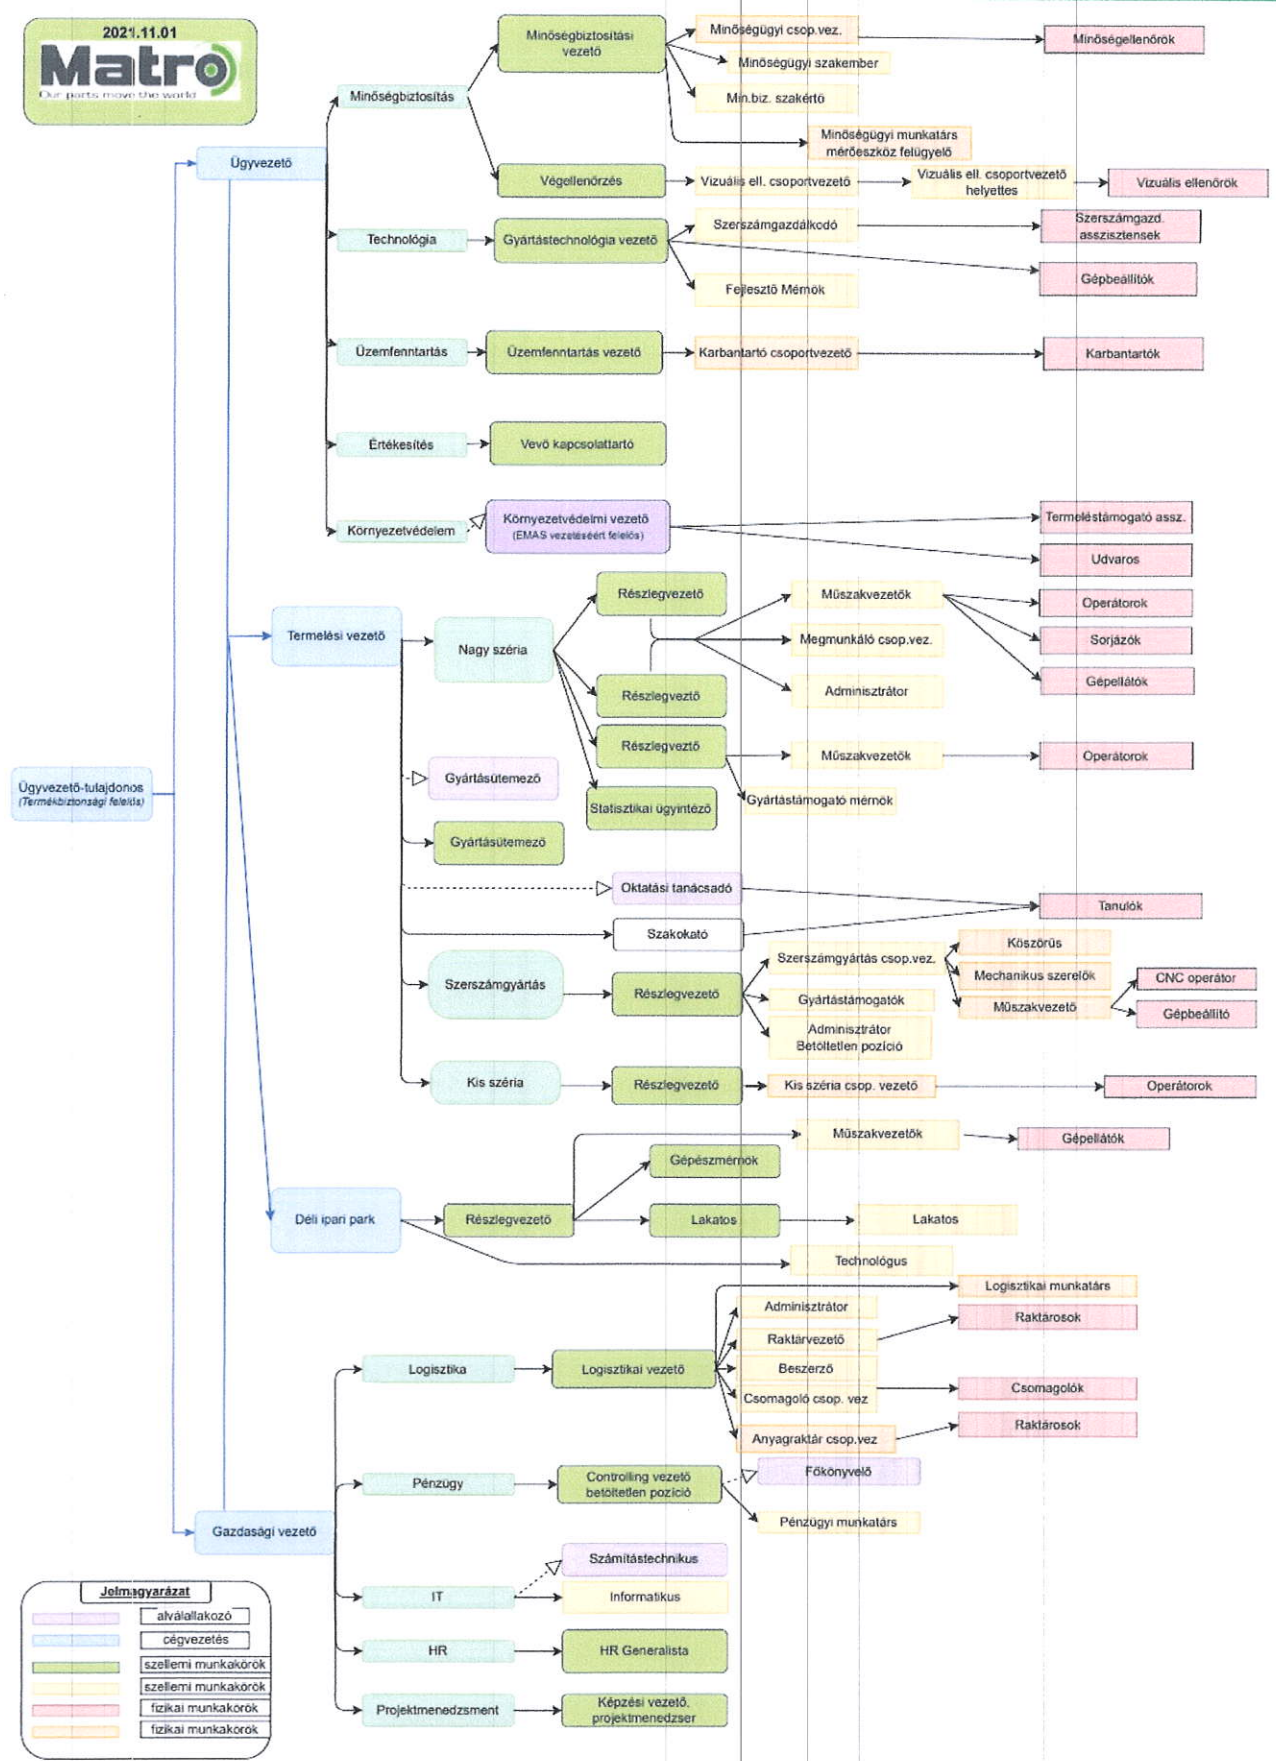 2021.11.01
Matro
Our parts move the world
Minőségbiztosítási
vezető
Minőségügyi csop.vez.
Minőségellenőrök
Minőségügyi szakember
Minőségbiztosítás
Min.biz. szakértő
Minőségügyi munkatárs
mérőeszköz felügyelő
Ügyvezető
Végellenőrzés
Vizuális ell. csoportvezető
Vizuális ell. csoportvezető
helyettes
Vizuális ellenőrök
Technológia
Gyártástechnológia vezető
Szerszámgazdálkodó
Szerszámgazd.
asszisztensek
Gépbeállítók
Fejlesztő Mérnök
Üzemfenntartás
Üzemfenntartás vezető
Karbantartó csoportvezető
Karbantartók
Értékesítés
Vevő kapcsolattartó
Környezetvédelem
Környezetvédelmi vezető
(EMAS vezetéséért felelős)
Termeléstámogató assz.
Udvaros
Termelési vezető
Nagy széria
Részlegvezető
Műszakvezetők
Operátorok
Megmunkáló csop.vez.
Sorjázók
Részlegveztő
Adminisztrátor
Gépellátók
Részlegveztő
Műszakvezetők
Operátorok
Gyártásütemező
Statisztikai ügyintéző
Gyártástámogató mérnök
Ügyvezető-tulajdonos
(Termékbiztonsági felelős)
Gyártásütemező
Oktatási tanácsadó
Tanulók
Szakokató
Szerszámgyártás
Részlegvezető
Szerszámgyártás csop.vez.
Köszörűs
Mechanikus szerelők
CNC operátor
Gyártástámogatók
Műszakvezető
Gépbeállító
Adminisztrátor
Betöltetlen pozíció
Kis széria
Részlegvezető
Kis széria csop. vezető
Operátorok
Műszakvezetők
Gépellátók
Gépészmérnök
Déli ipari park
Részlegvezető
Lakatos
Lakatos
Technológus
Logisztikai munkatárs
Adminisztrátor
Raktárosok
Raktárvezető
Logisztika
Logisztikai vezető
Beszerző
Csomagoló csop. vez
Csomagolók
Anyagraktár csop.vez
Raktárosok
Pénzügy
Controlling vezető
betöltetlen pozíció
Főkönyvelő
Pénzügyi munkatárs
Gazdasági vezető
Számítástechnikus
IT
Informatikus
HR
HR Generalista
Projektmenedzsment
Képzési vezető,
projektmenedzser
Jelmagyarázat
alválallakozó
cégvezetés
szellemi munkakörök
szellemi munkakörök
fizikai munkakörök
fizikai munkakörök